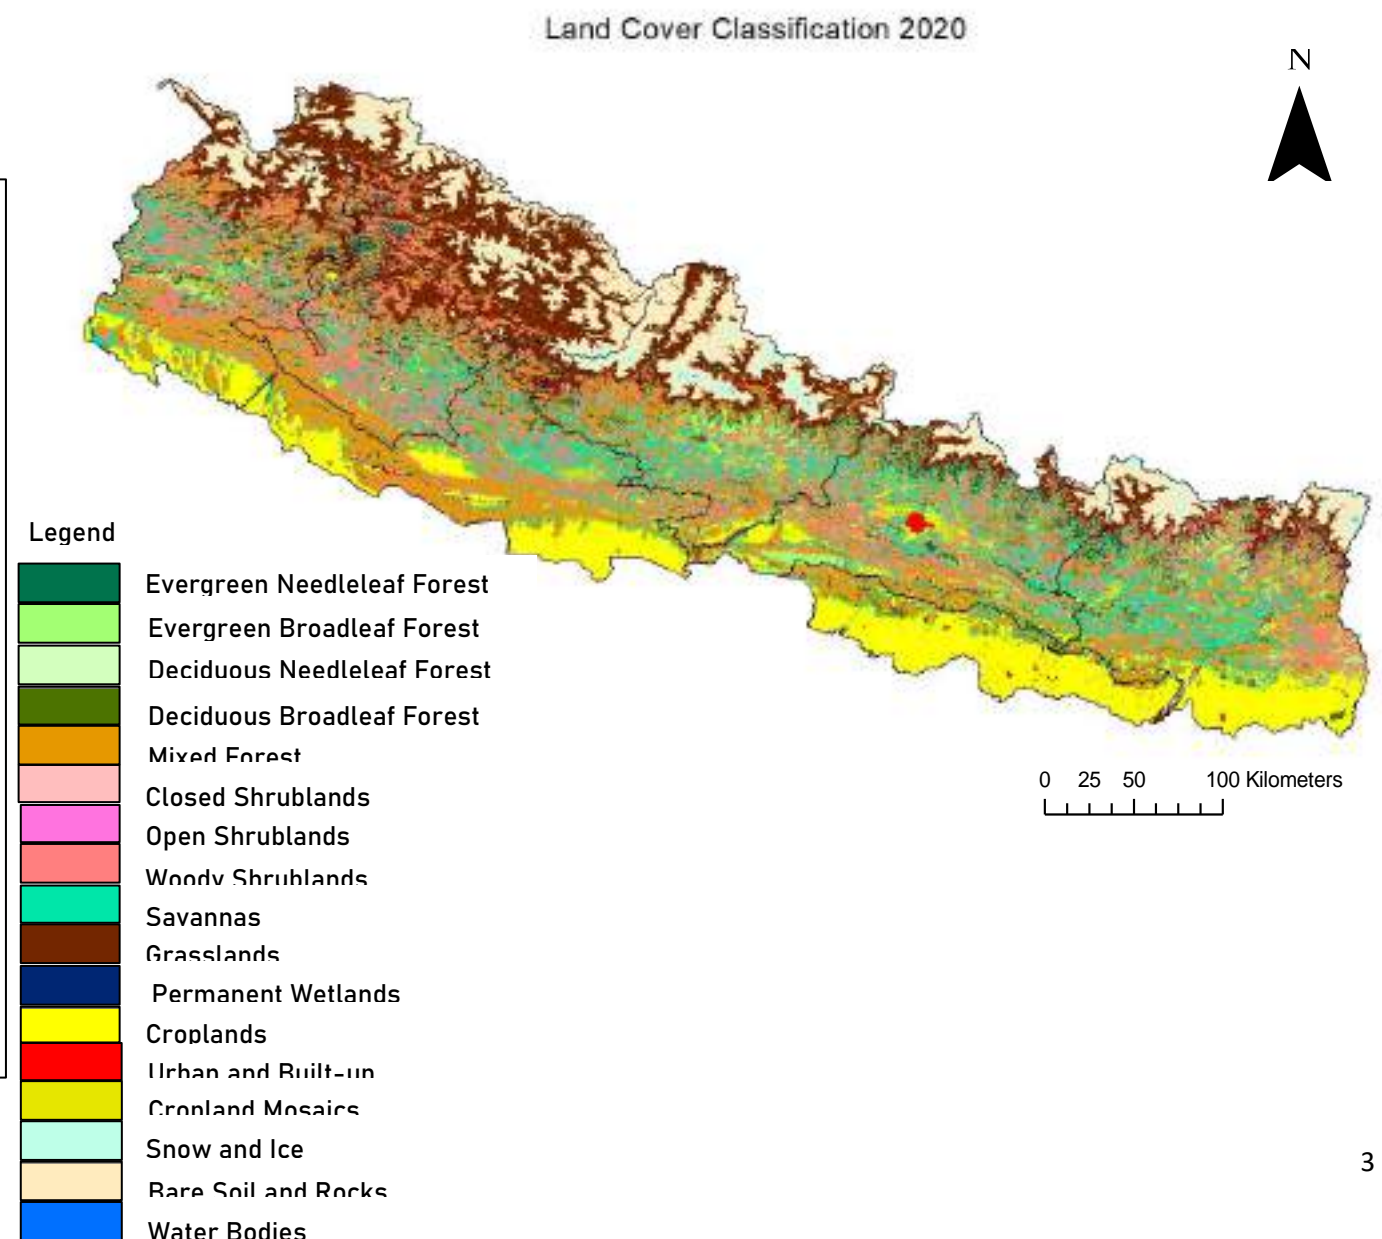 Land Cover Classification 2020
N
Legend
Evergreen Needleleaf Forest
Evergreen Broadleaf Forest
Deciduous Needleleaf Forest
Deciduous Broadleaf Forest
Mixed Forest
Closed Shrublands
Open Shrublands
Woody Shrublands
Savannas
Grasslands
Permanent Wetlands
Croplands
Urban and Built-up
Cropland Mosaics
Snow and Ice
Bare Soil and Rocks
Water Bodies
0 25 50 100 Kilometers
3